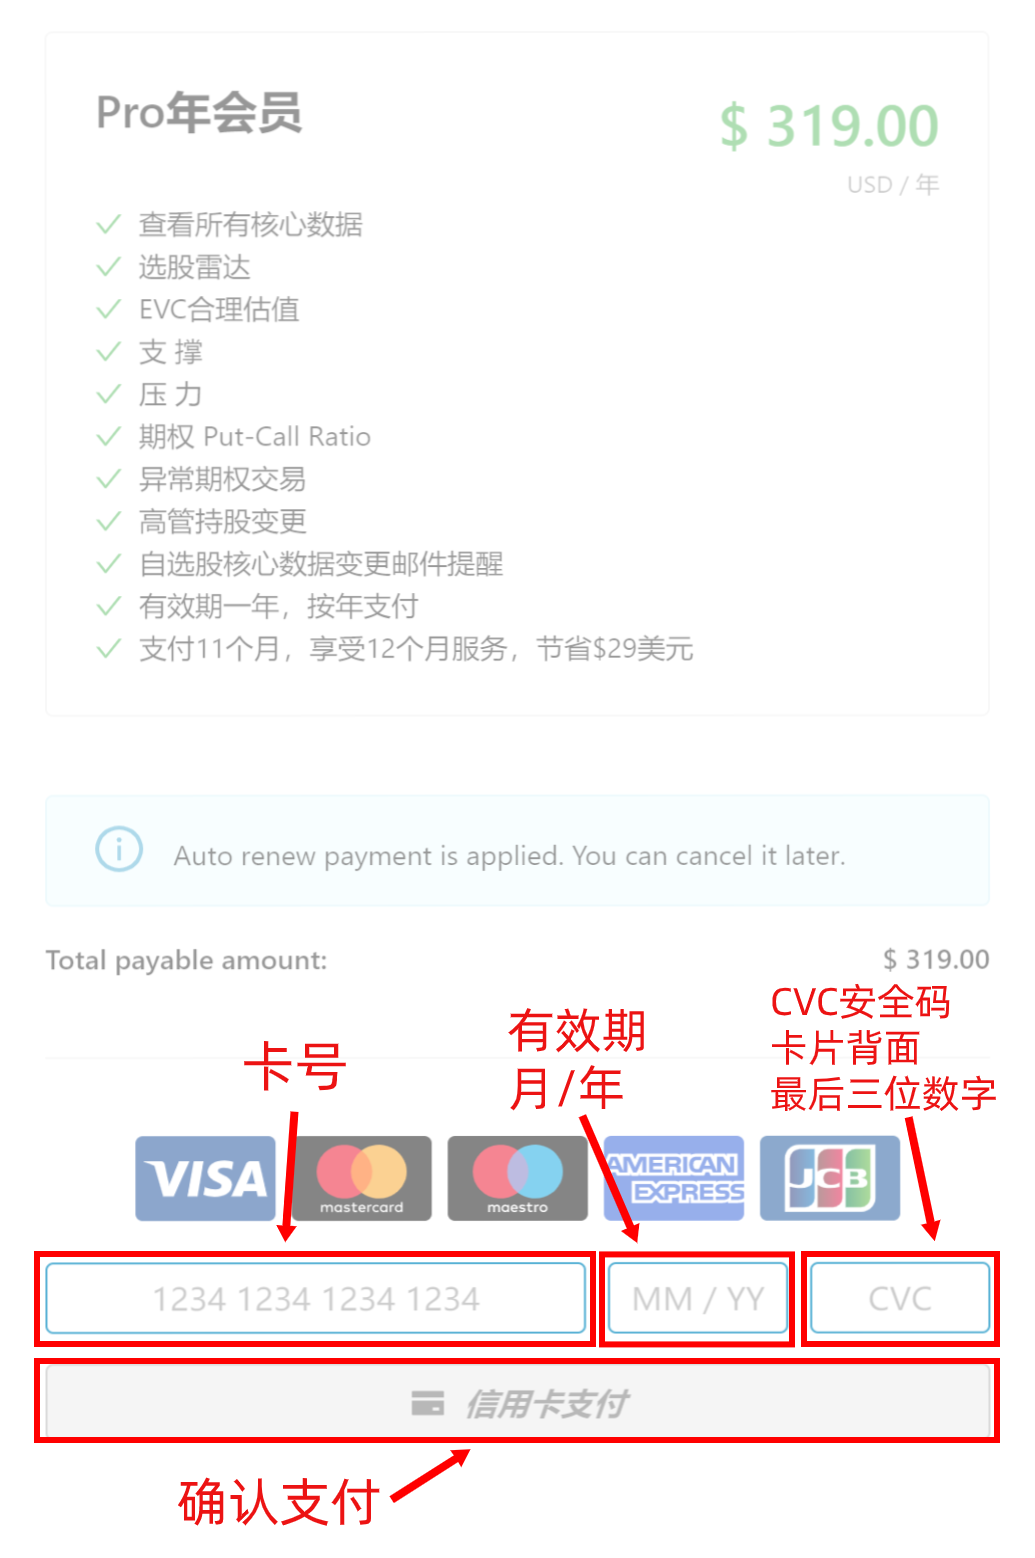 Pro年会员
$ 319.00
USD / 年
查看所有核心数据
选股雷达
EVC合理估值
支 撑
压 力
期权 Put-Call Ratio
异常期权交易
高管持股变更
自选股核心数据变更邮件提醒
有效期一年，按年支付
支付11个月，享受12个月服务，节省$29美元
Auto renew payment is applied. You can cancel it later.
Total payable amount:
$ 319.00
卡号
有效期
月/年
CVC安全码
卡片背面
最后三位数字
VISA
mastercard
maestro
AMERICAN
EXPRESS
JCB
1234 1234 1234 1234
MM / YY
CVC
信用卡支付
确认支付